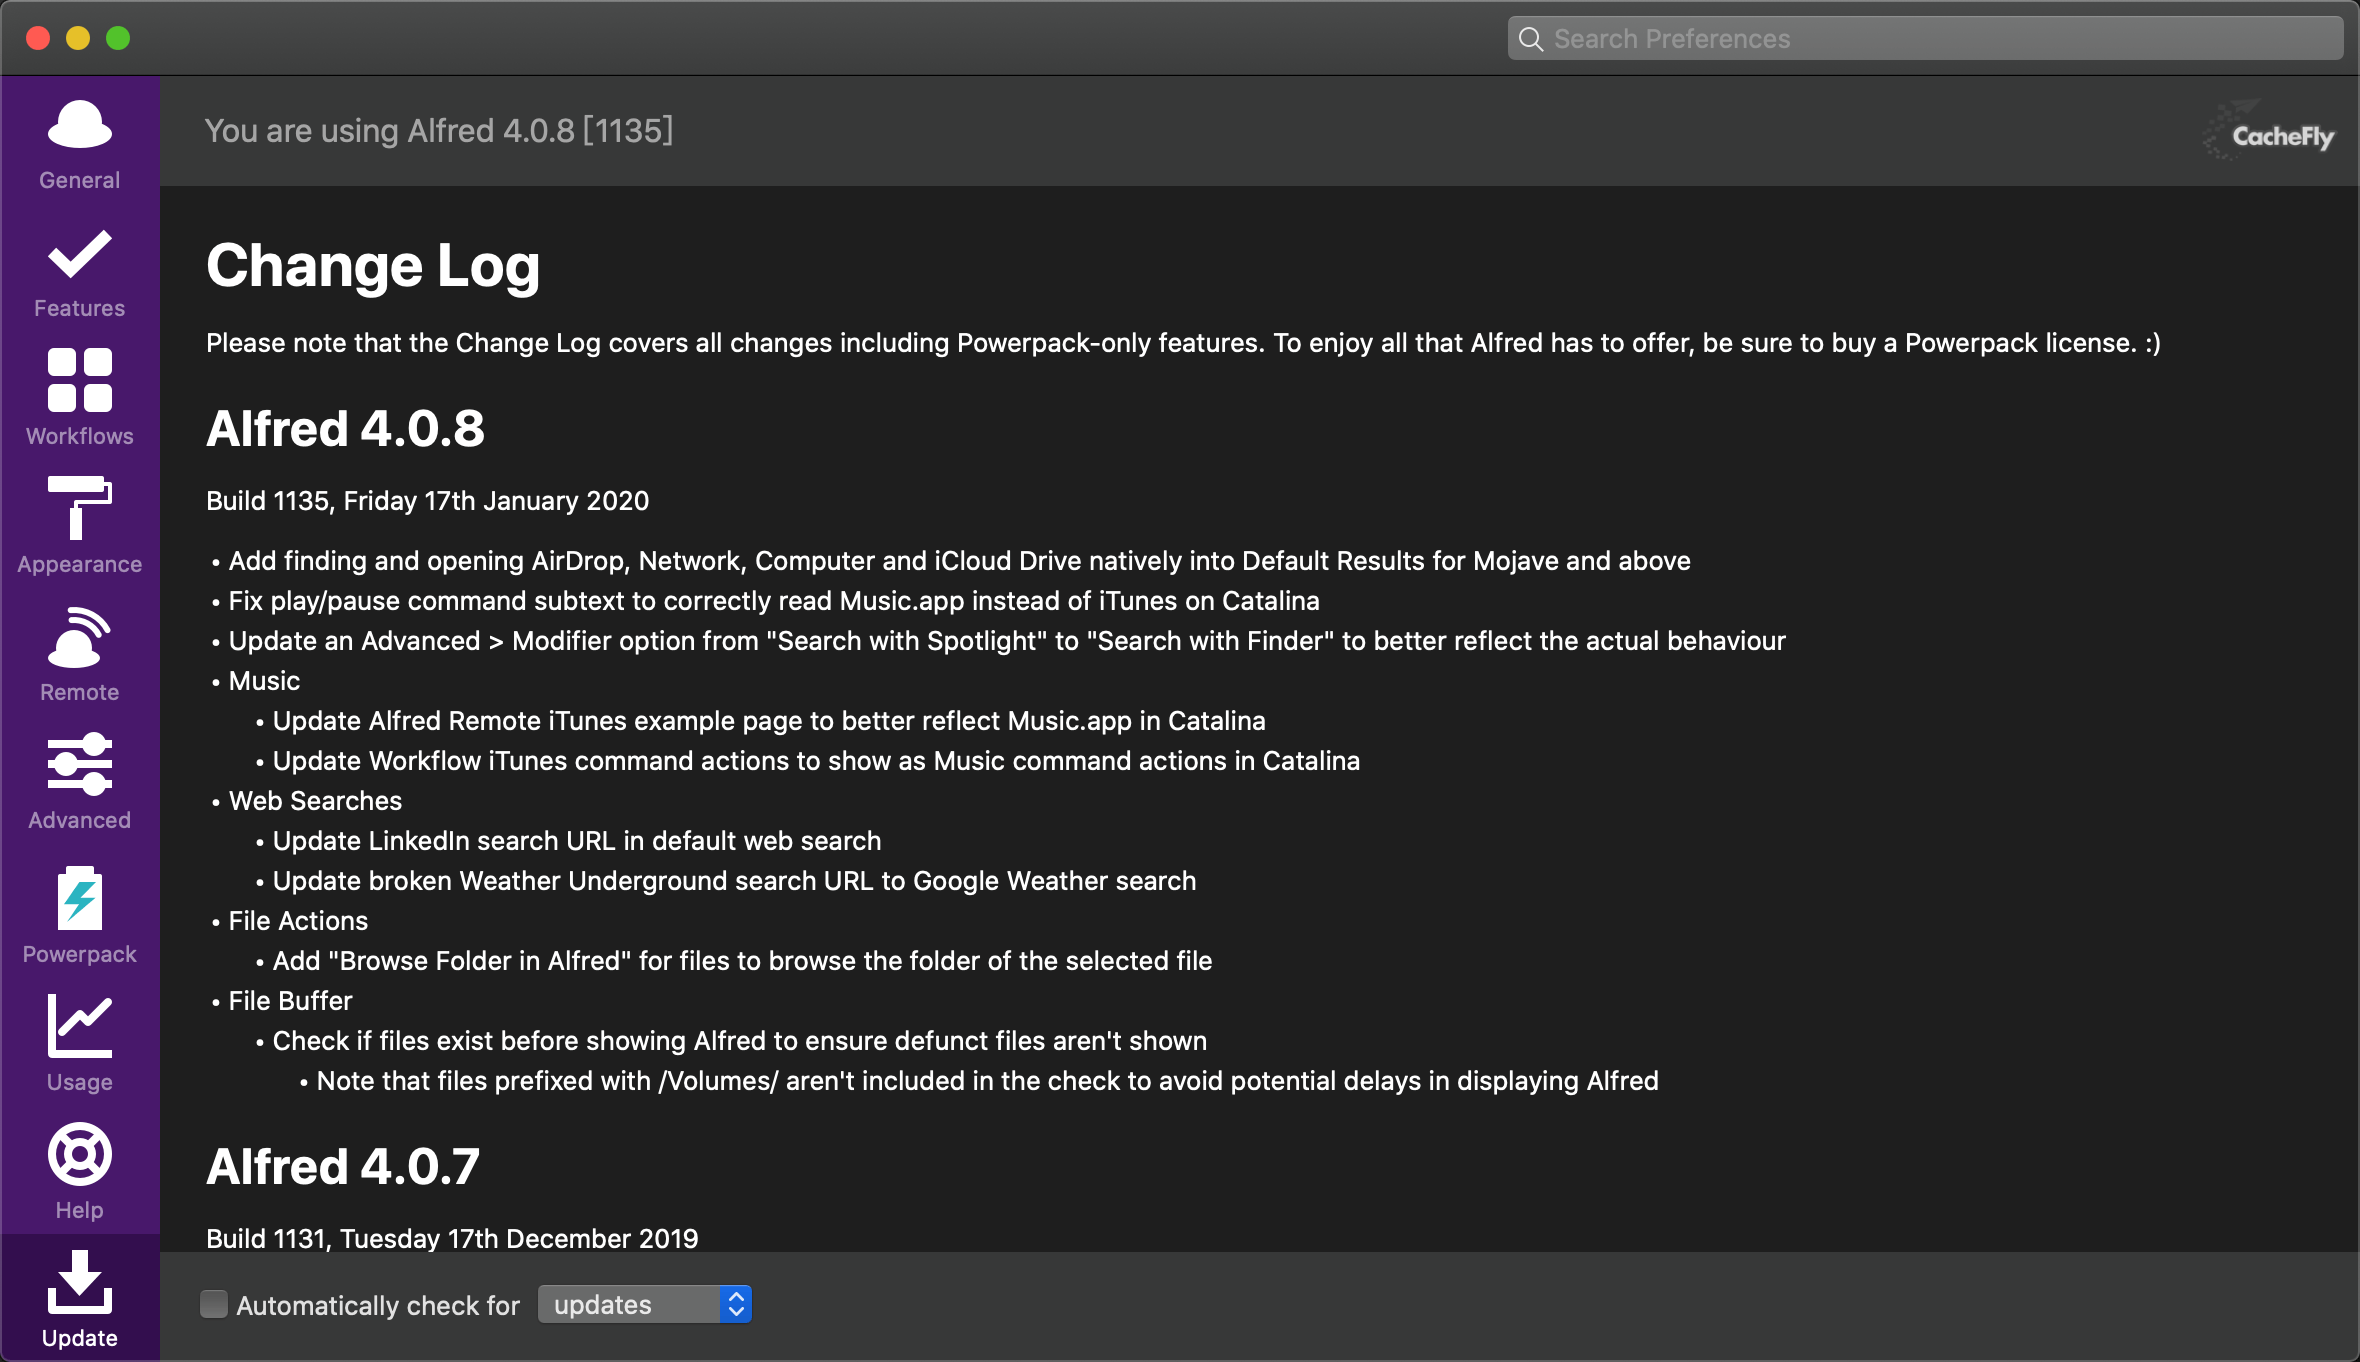 Search Preferences
General
Features
Workflows
Appearance
Remote
Advanced
Powerpack
Usage
Help
Update
You are using Alfred 4.0.8 [1135]
CacheFly
Change Log
Please note that the Change Log covers all changes including Powerpack-only features. To enjoy all that Alfred has to offer, be sure to buy a Powerpack license. :)
Alfred 4.0.8
Build 1135, Friday 17th January 2020
• Add finding and opening AirDrop, Network, Computer and iCloud Drive natively into Default Results for Mojave and above
• Fix play/pause command subtext to correctly read Music.app instead of iTunes on Catalina
• Update an Advanced > Modifier option from "Search with Spotlight" to "Search with Finder" to better reflect the actual behaviour
• Music
• Update Alfred Remote iTunes example page to better reflect Music.app in Catalina
• Update Workflow iTunes command actions to show as Music command actions in Catalina
• Web Searches
• Update LinkedIn search URL in default web search
• Update broken Weather Underground search URL to Google Weather search
• File Actions
• Add "Browse Folder in Alfred" for files to browse the folder of the selected file
• File Buffer
• Check if files exist before showing Alfred to ensure defunct files aren't shown
• Note that files prefixed with /Volumes/ aren't included in the check to avoid potential delays in displaying Alfred
Alfred 4.0.7
Build 1131, Tuesday 17th December 2019
Automatically check for updates